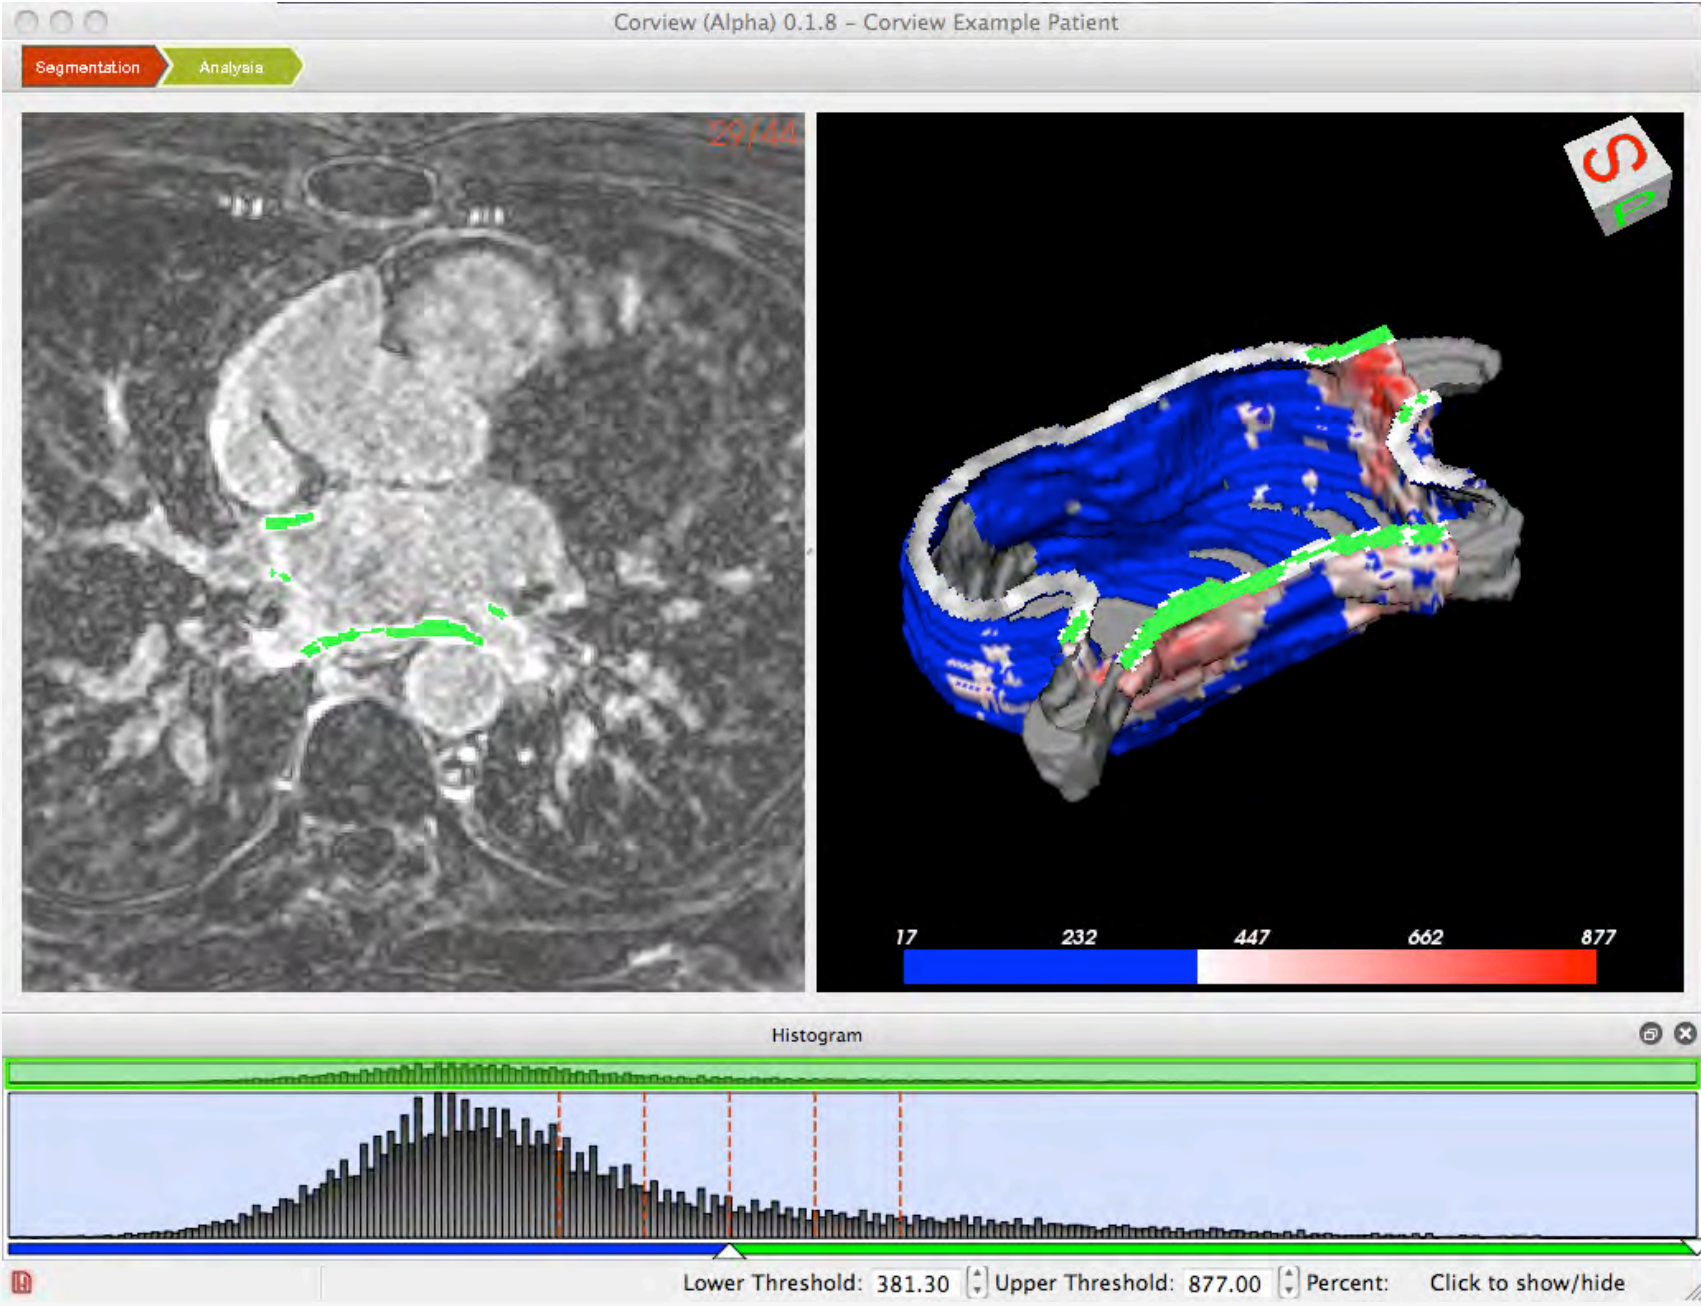 Corview (Alpha) 0.1.8 – Corview Example Patient
Segmentation Analysis
29/44
S
P
17 232 447 662 877
Histogram
Lower Threshold: 381.30 Upper Threshold: 877.00 Percent: Click to show/hide